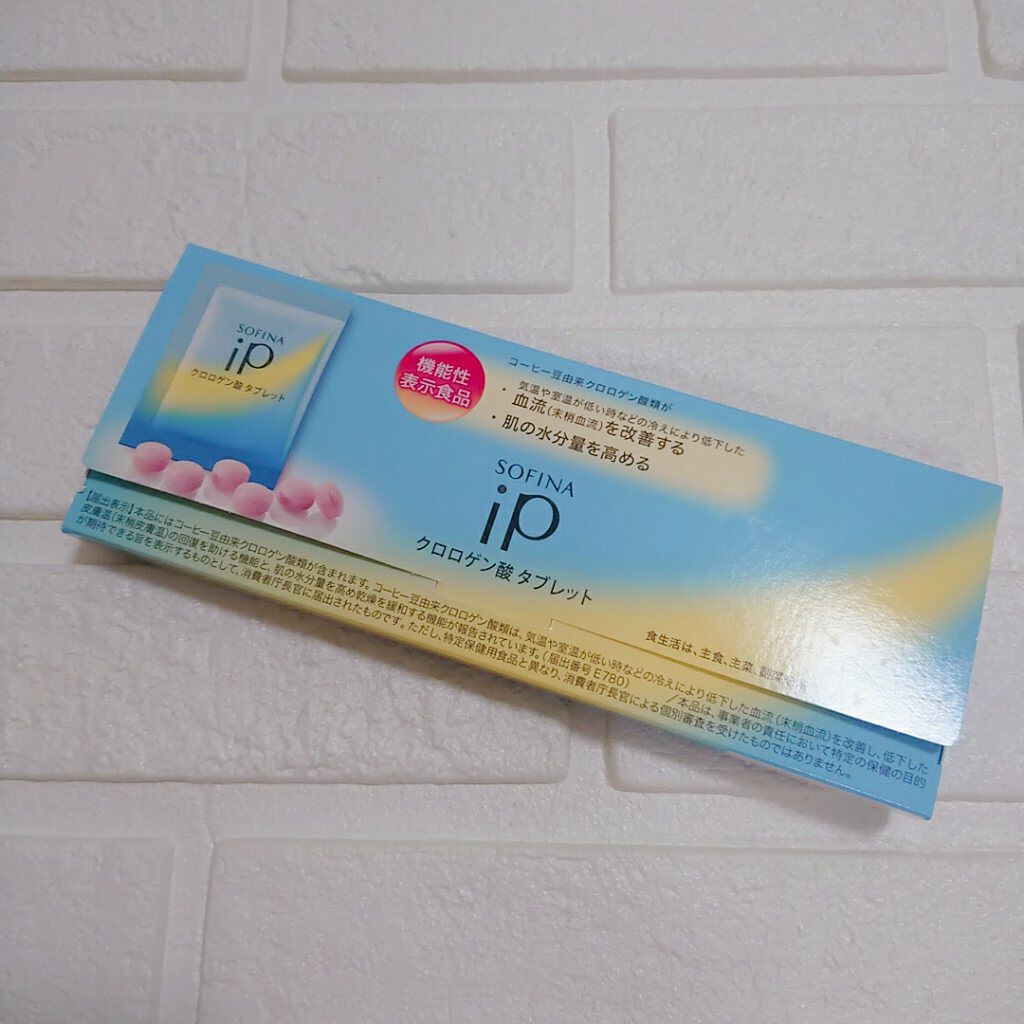 SOFINA
iP
クロロゲン酸 タブレット
機能性
表示食品
コーヒー豆由来クロロゲン酸類が
・気温や室温が低い時などの冷えにより低下した
血流(末梢血流)を改善する
・肌の水分量を高める
SOFINA
iP
クロロゲン酸 タブレット
食生活は、主食、主菜、副菜
【届出表示】本品にはコーヒー豆由来クロロゲン酸類が含まれます。コーヒー豆由来クロロゲン酸類は、気温や室温が低い時などの冷えにより低下した血流(末梢血流)を改善し、低下した
皮膚温(末梢皮膚温)の回復を助ける機能と、肌の水分量を高め乾燥を緩和する機能が報告されています。(届出番号 E780) /本品は、事業者の責任において特定の保健の目的
が期待できる旨を表示するものとして、消費者庁長官に届出されたものです。ただし、特定保健用食品と異なり、消費者庁長官による個別審査を受けたものではありません。